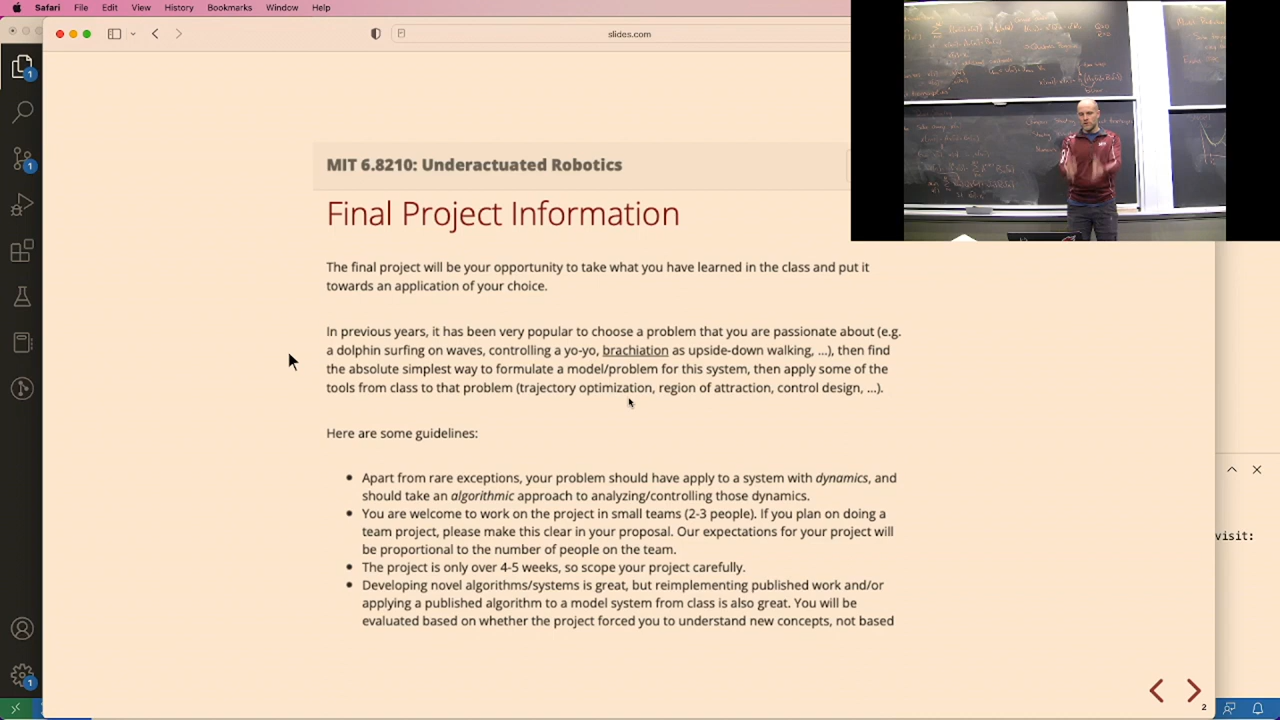 Safari File Edit View History Bookmarks Window Help
slides.com
1
1
MIT 6.8210: Underactuated Robotics
Final Project Information
The final project will be your opportunity to take what you have learned in the class and put it
towards an application of your choice.
In previous years, it has been very popular to choose a problem that you are passionate about (e.g.
a dolphin surfing on waves, controlling a yo-yo, brachiation as upside-down walking, ...), then find
the absolute simplest way to formulate a model/problem for this system, then apply some of the
tools from class to that problem (trajectory optimization, region of attraction, control design, ...).
Here are some guidelines:
Apart from rare exceptions, your problem should have apply to a system with dynamics, and
should take an algorithmic approach to analyzing/controlling those dynamics.
You are welcome to work on the project in small teams (2-3 people). If you plan on doing a
team project, please make this clear in your proposal. Our expectations for your project will
be proportional to the number of people on the team.
The project is only over 4-5 weeks, so scope your project carefully.
Developing novel algorithms/systems is great, but reimplementing published work and/or
applying a published algorithm to a model system from class is also great. You will be
evaluated based on whether the project forced you to understand new concepts, not based
visit:
1
2